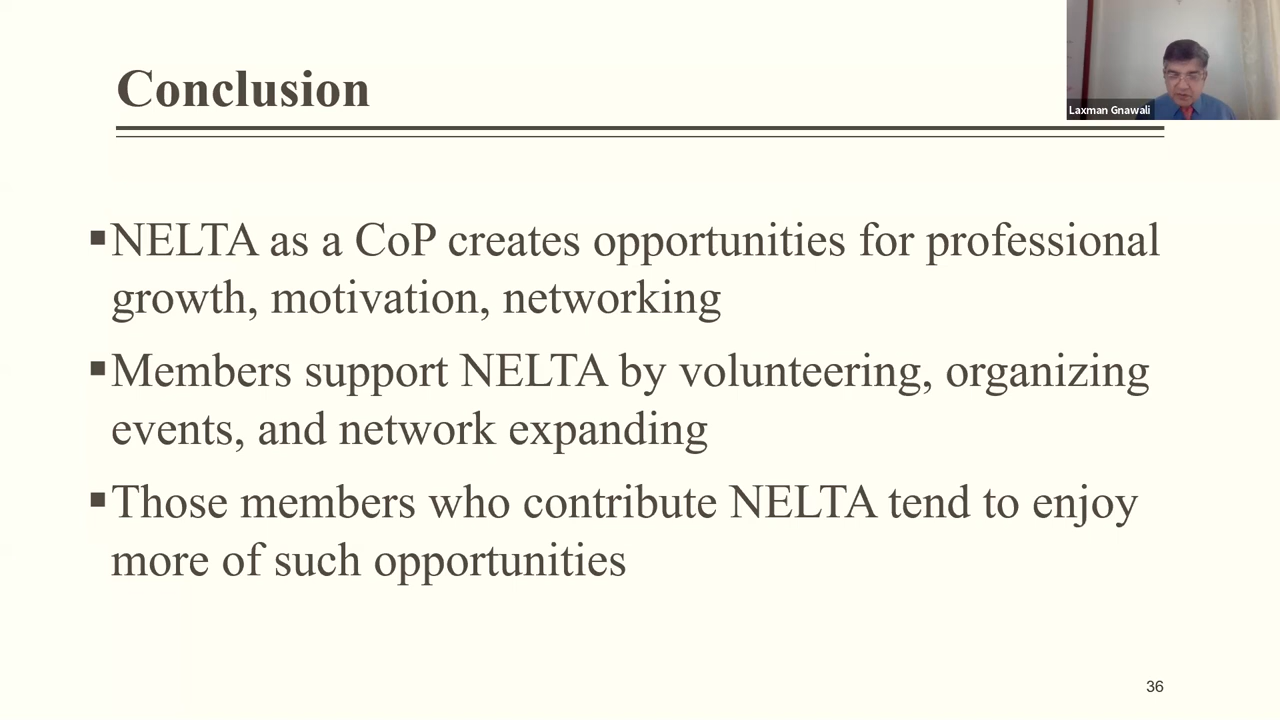 Conclusion
Laxman Gnawali
▪NELTA as a CoP creates opportunities for professional
growth, motivation, networking
▪Members support NELTA by volunteering, organizing
events, and network expanding
▪Those members who contribute NELTA tend to enjoy
more of such opportunities
36